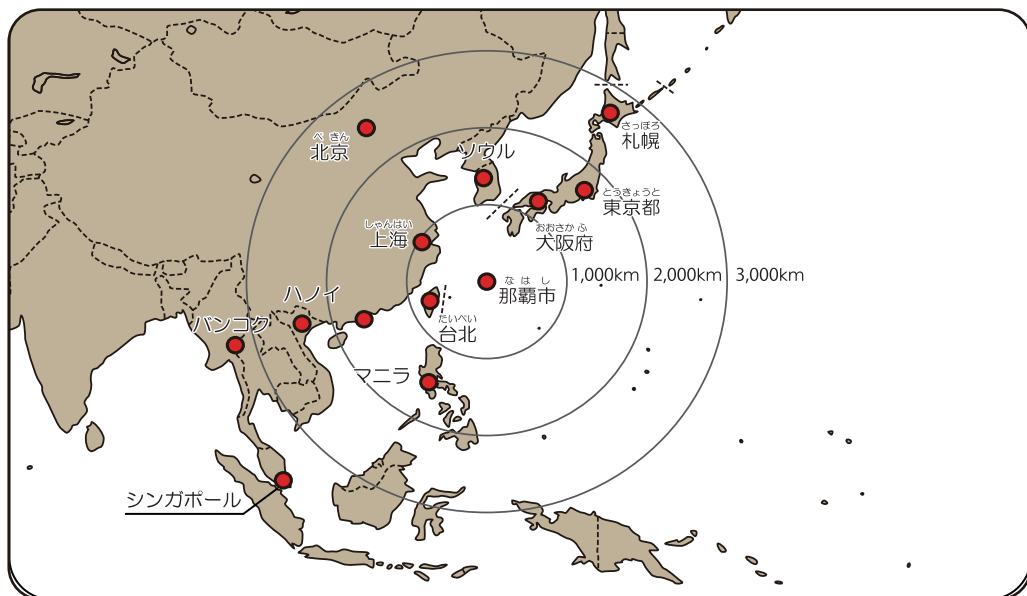 さっぽろ
札幌
ぺきん
北京
ソウル
とうきょうと
東京都
おおさかふ
大阪府
しゃんはい
上海
1,000km
2,000km
3,000km
なはし
那覇市
ハノイ
たいぺい
台北
バンコク
マニラ
シンガポール